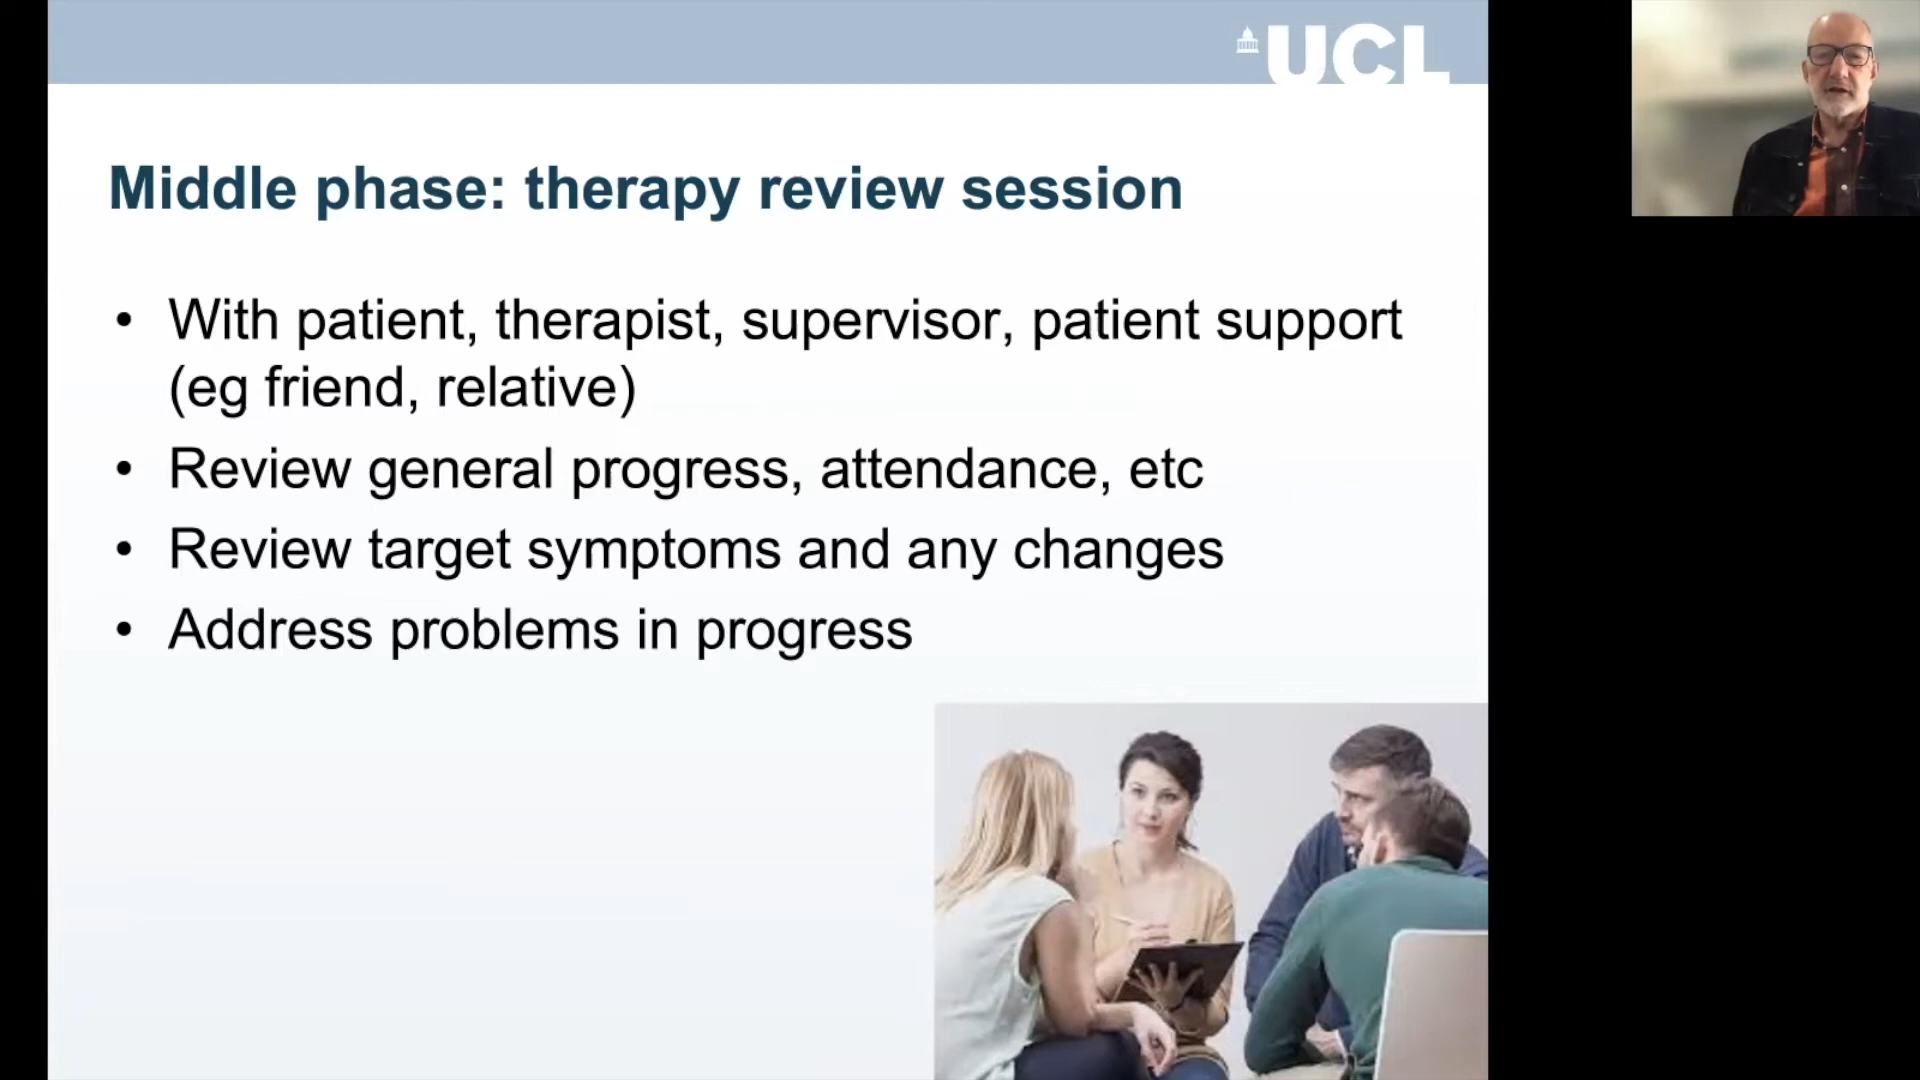 UCL
Middle phase: therapy review session
• With patient, therapist, supervisor, patient support
(eg friend, relative)
• Review general progress, attendance, etc
• Review target symptoms and any changes
• Address problems in progress